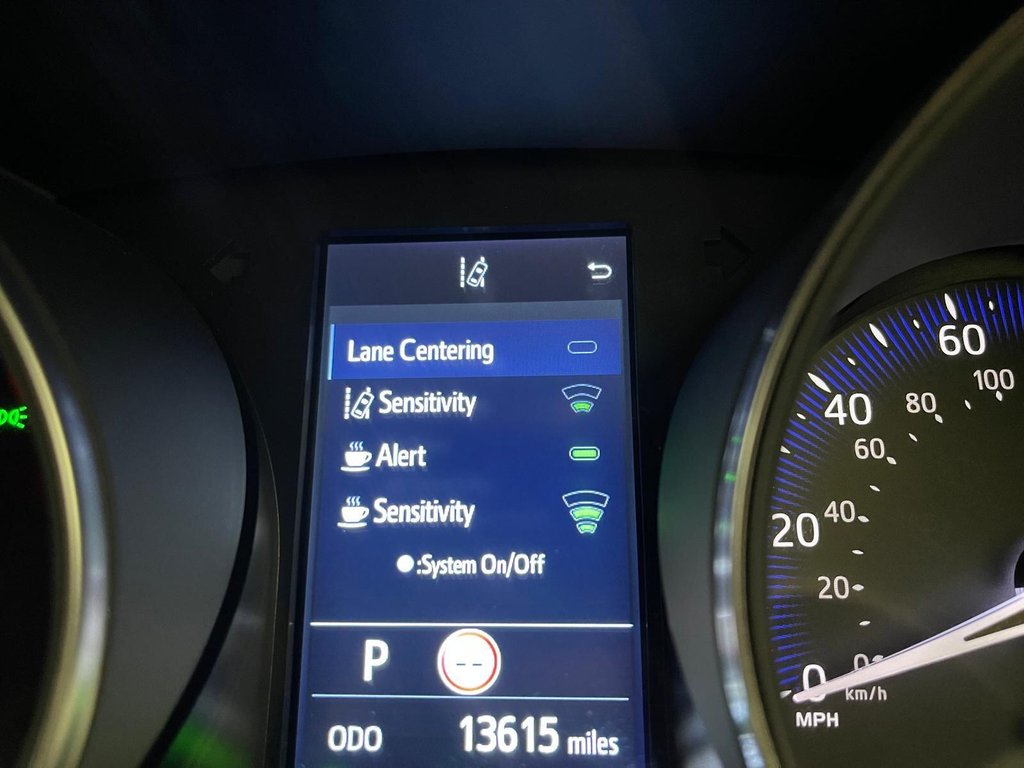 Lane Centering
Sensitivity
Alert
Sensitivity
:System On/Off
P
--
ODO 13615 miles
60
100
40
80
60
20
40
20
0
0
km/h
MPH